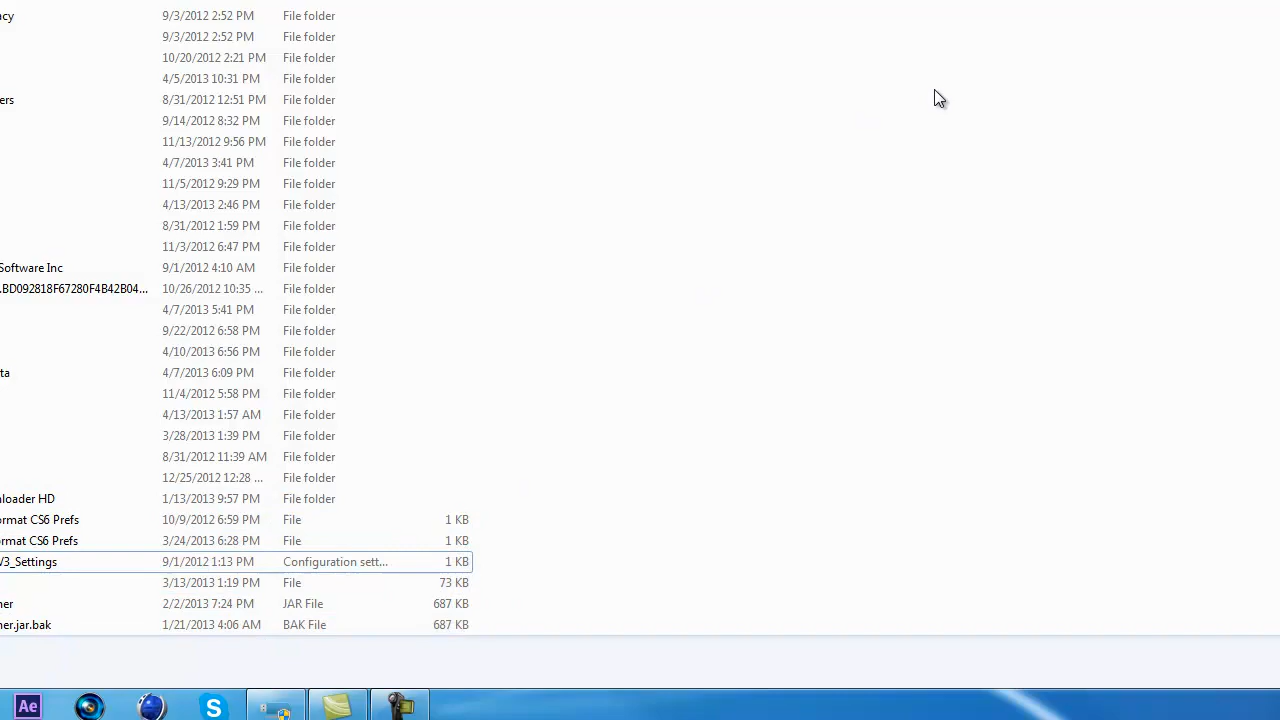 ncy 9/3/2012 2:52 PM File folder
9/3/2012 2:52 PM File folder
10/20/2012 2:21 PM File folder
4/5/2013 10:31 PM File folder
ers 8/31/2012 12:51 PM File folder
9/14/2012 8:32 PM File folder
11/13/2012 9:56 PM File folder
4/7/2013 3:41 PM File folder
11/5/2012 9:29 PM File folder
4/13/2013 2:46 PM File folder
8/31/2012 1:59 PM File folder
11/3/2012 6:47 PM File folder
Software Inc 9/1/2012 4:10 AM File folder
.BD092818F67280F4B42B04... 10/26/2012 10:35 ... File folder
4/7/2013 5:41 PM File folder
9/22/2012 6:58 PM File folder
4/10/2013 6:56 PM File folder
ta 4/7/2013 6:09 PM File folder
11/4/2012 5:58 PM File folder
4/13/2013 1:57 AM File folder
3/28/2013 1:39 PM File folder
8/31/2012 11:39 AM File folder
12/25/2012 12:28 ... File folder
nloader HD 1/13/2013 9:57 PM File folder
ormat CS6 Prefs 10/9/2012 6:59 PM File 1 KB
ormat CS6 Prefs 3/24/2013 6:28 PM File 1 KB
V3_Settings 9/1/2012 1:13 PM Configuration sett... 1 KB
3/13/2013 1:19 PM File 73 KB
her 2/2/2013 7:24 PM JAR File 687 KB
her.jar.bak 1/21/2013 4:06 AM BAK File 687 KB
Ae